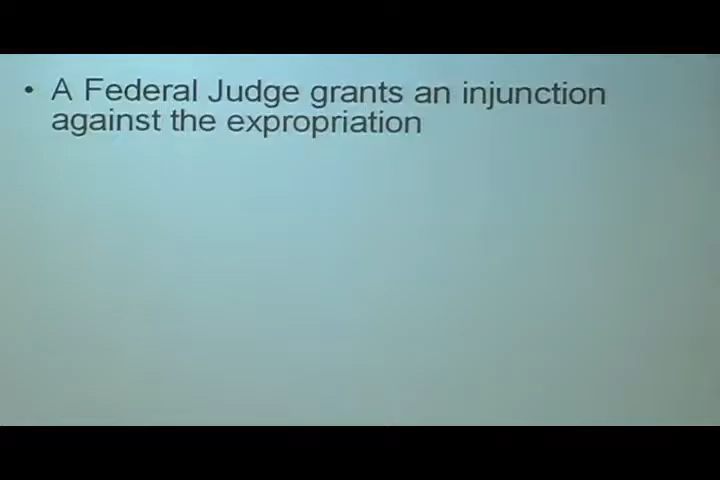 • A Federal Judge grants an injunction
against the expropriation